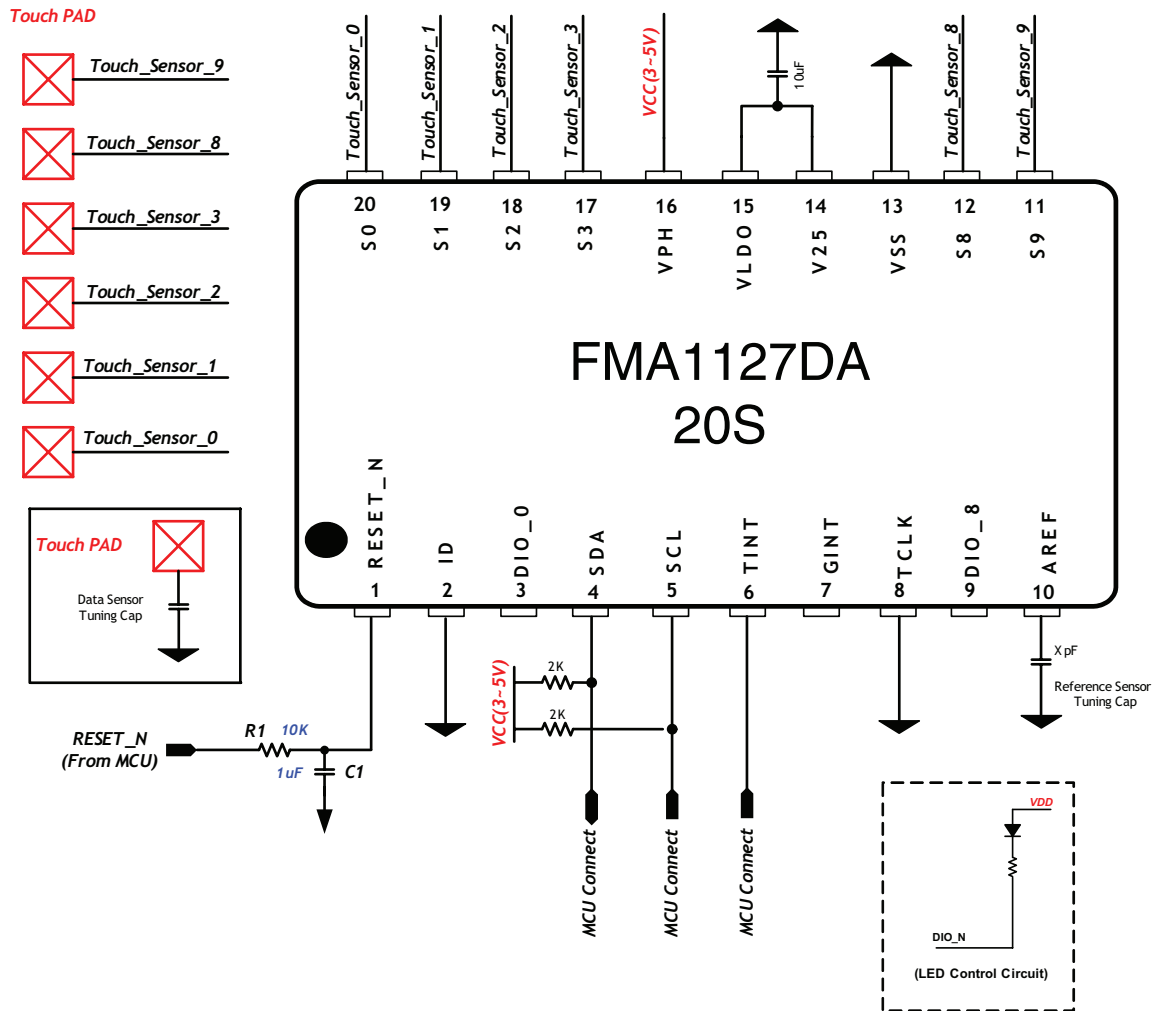 Touch PAD
Touch_Sensor_9
Touch_Sensor_8
Touch_Sensor_3
Touch_Sensor_2
Touch_Sensor_1
Touch_Sensor_0
Touch PAD
Data Sensor
Tuning Cap
Touch_Sensor_0
Touch_Sensor_1
Touch_Sensor_2
Touch_Sensor_3
VCC(3~5V)
10uF
Touch_Sensor_8
Touch_Sensor_9
20 19 18 17 16 15 14 13 12 11
S0 S1 S2 S3 VPH VLDO V25 VSS S8 S9
FMA1127DA
20S
RESET_N ID DIO_0 SDA SCL TINT GINT TCLK DIO_8 AREF
1 2 3 4 5 6 7 8 9 10
VCC(3~5V)
2K
2K
X pF
Reference Sensor
Tuning Cap
RESET_N
(From MCU)
R1 10K
1uF C1
MCU Connect
MCU Connect
MCU Connect
VDD
DIO_N
(LED Control Circuit)